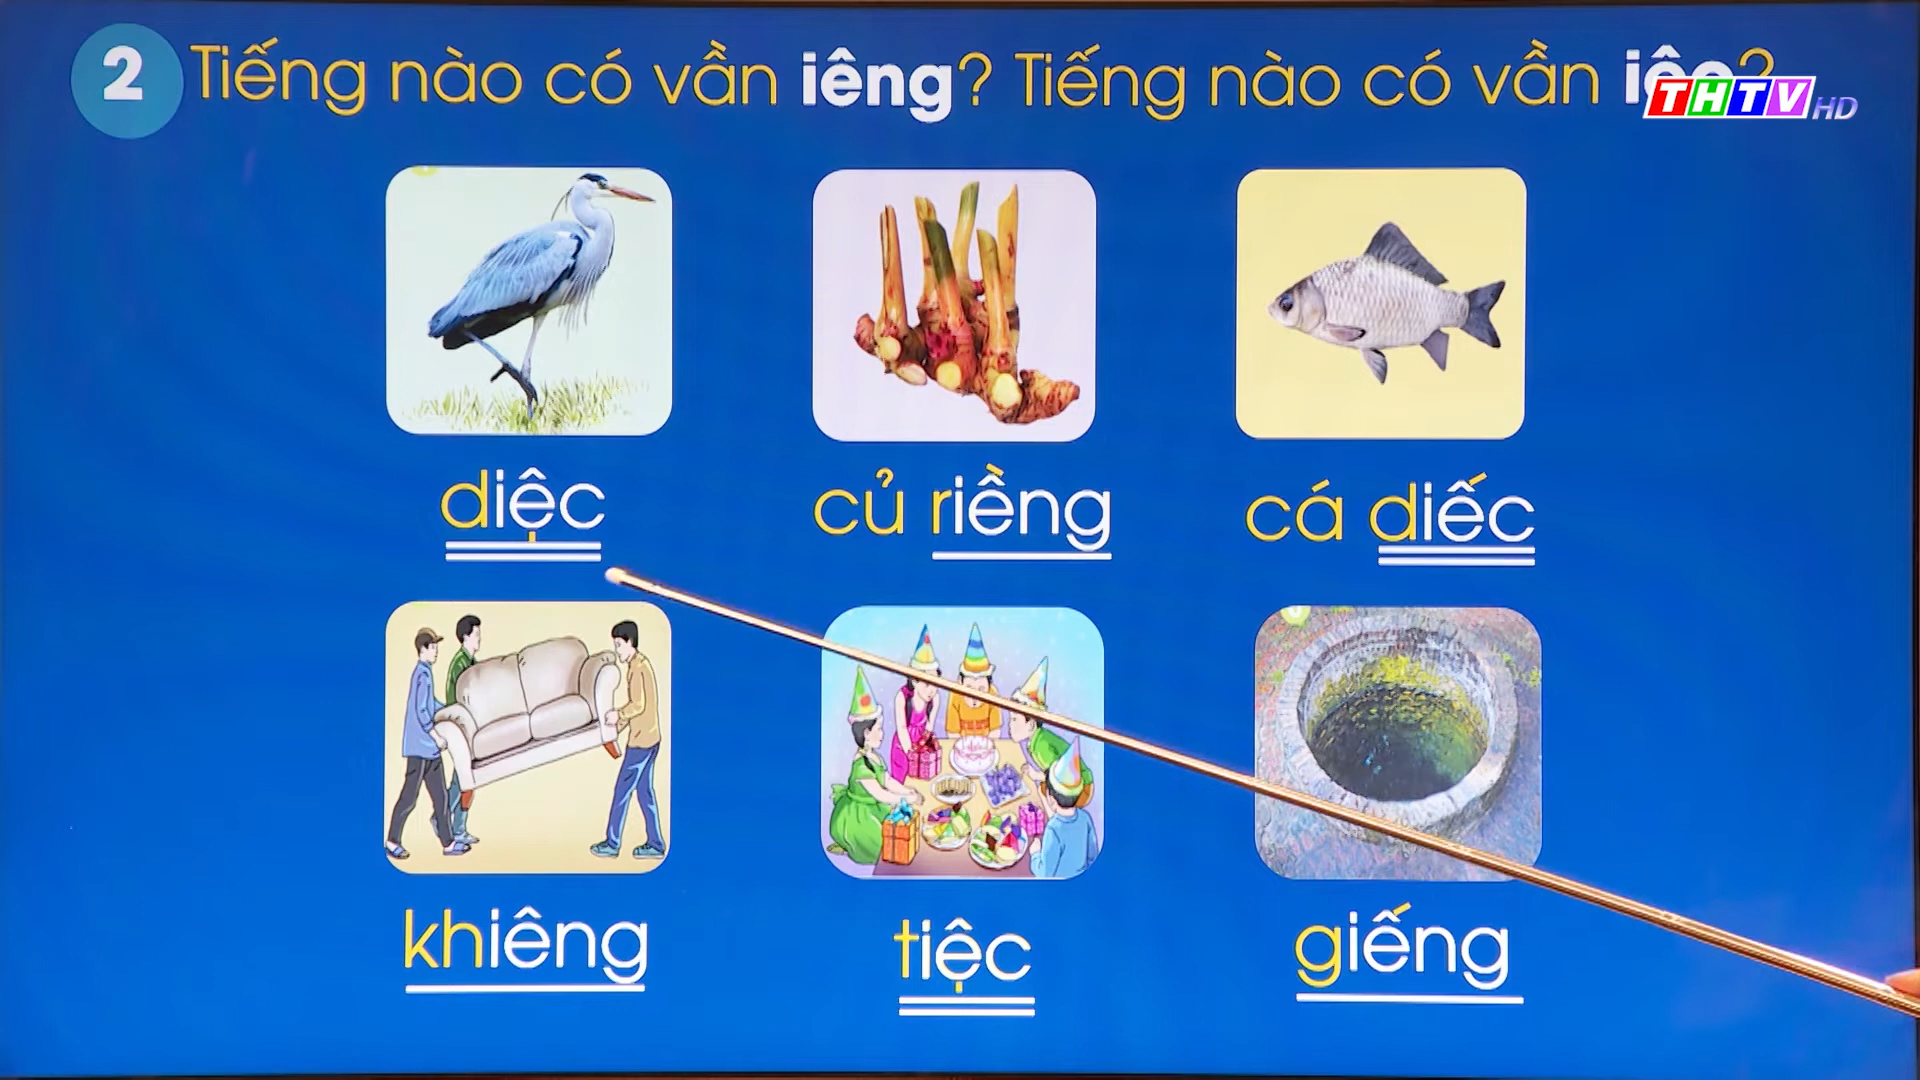 2 Tiếng nào có vần iêng? Tiếng nào có vần iêc?
THTV HD
diệc củ riềng cá diếc
khiêng tiệc giếng